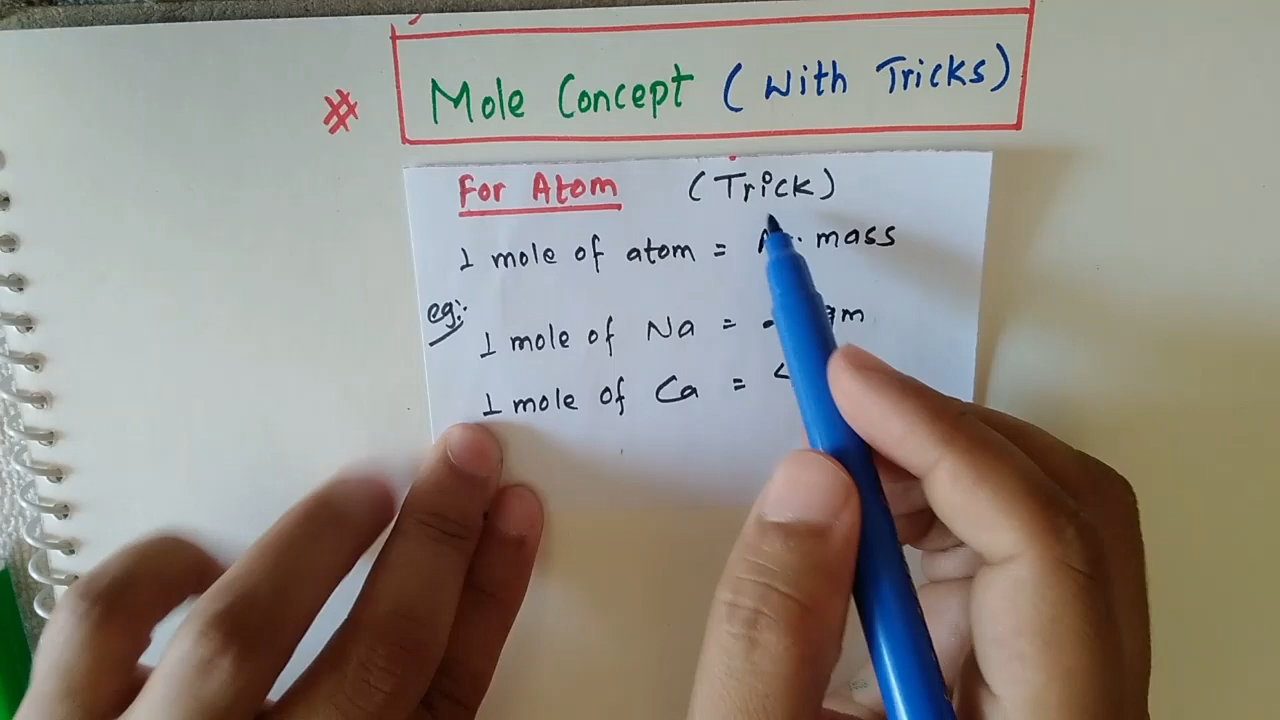 # Mole Concept (With Tricks)
For Atom (Trick)
1 mole of atom = mass
eg:-
1 mole of Na = gm
1 mole of Ca =